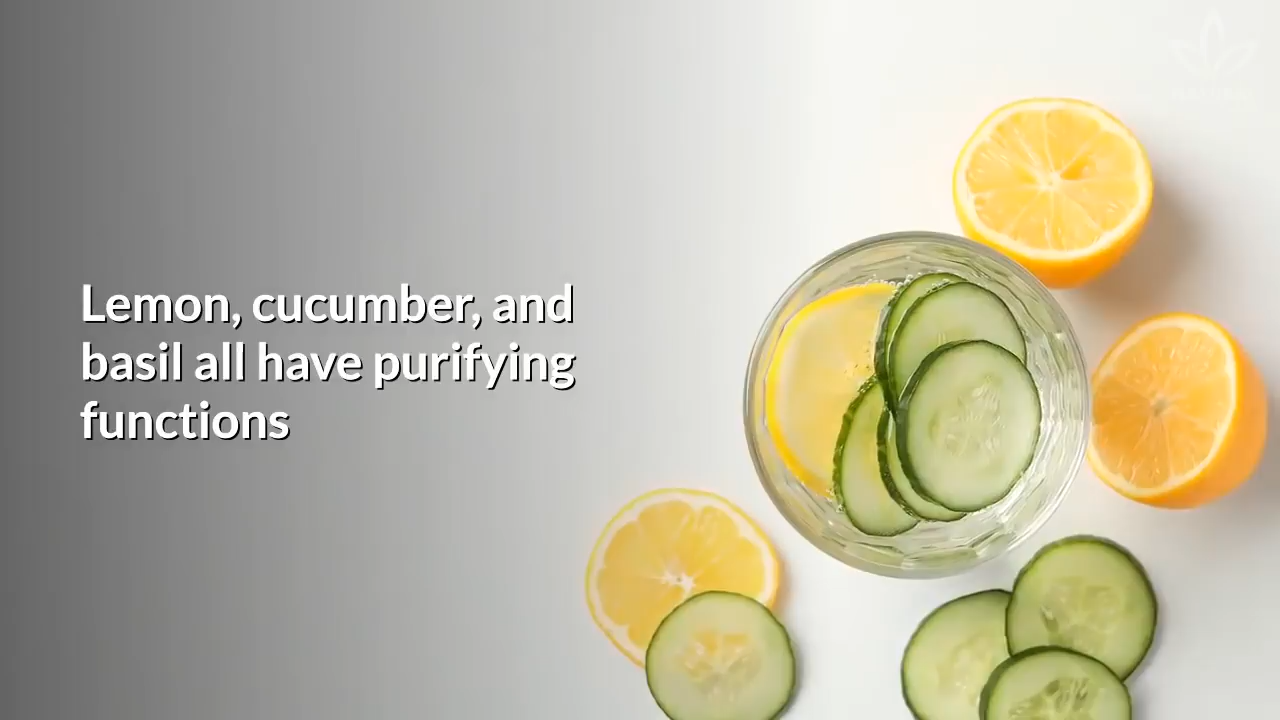 Lemon, cucumber, and
basil all have purifying
functions